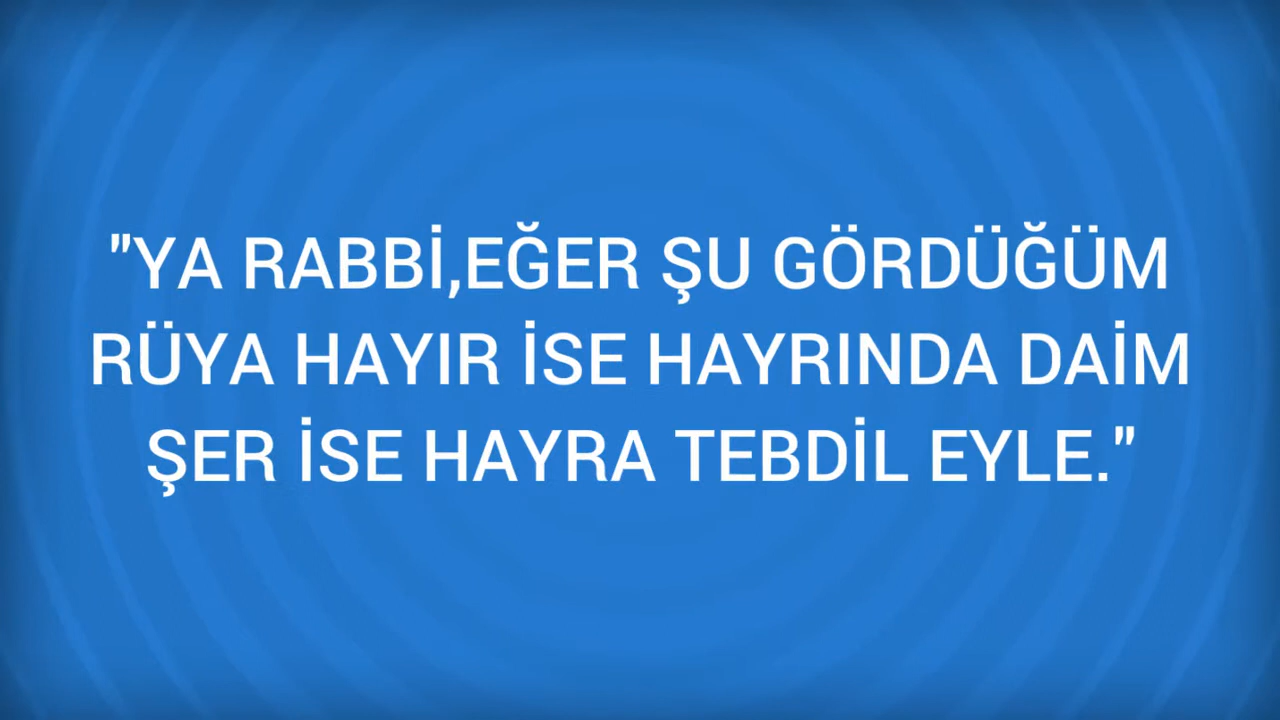 "YA RABBİ,EĞER ŞU GÖRDÜĞÜM
RÜYA HAYIR İSE HAYRINDA DAİM
ŞER İSE HAYRA TEBDİL EYLE."